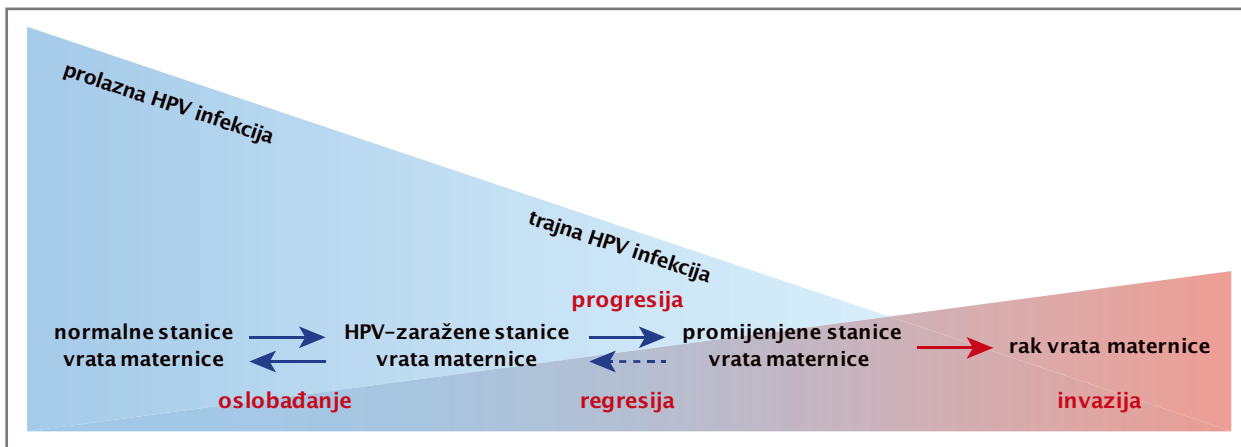 prolazna HPV infekcija
trajna HPV infekcija
progresija
normalne stanice
vrata maternice
HPV-zaražene stanice
vrata maternice
promijenjene stanice
vrata maternice
rak vrata maternice
oslobađanje
regresija
invazija